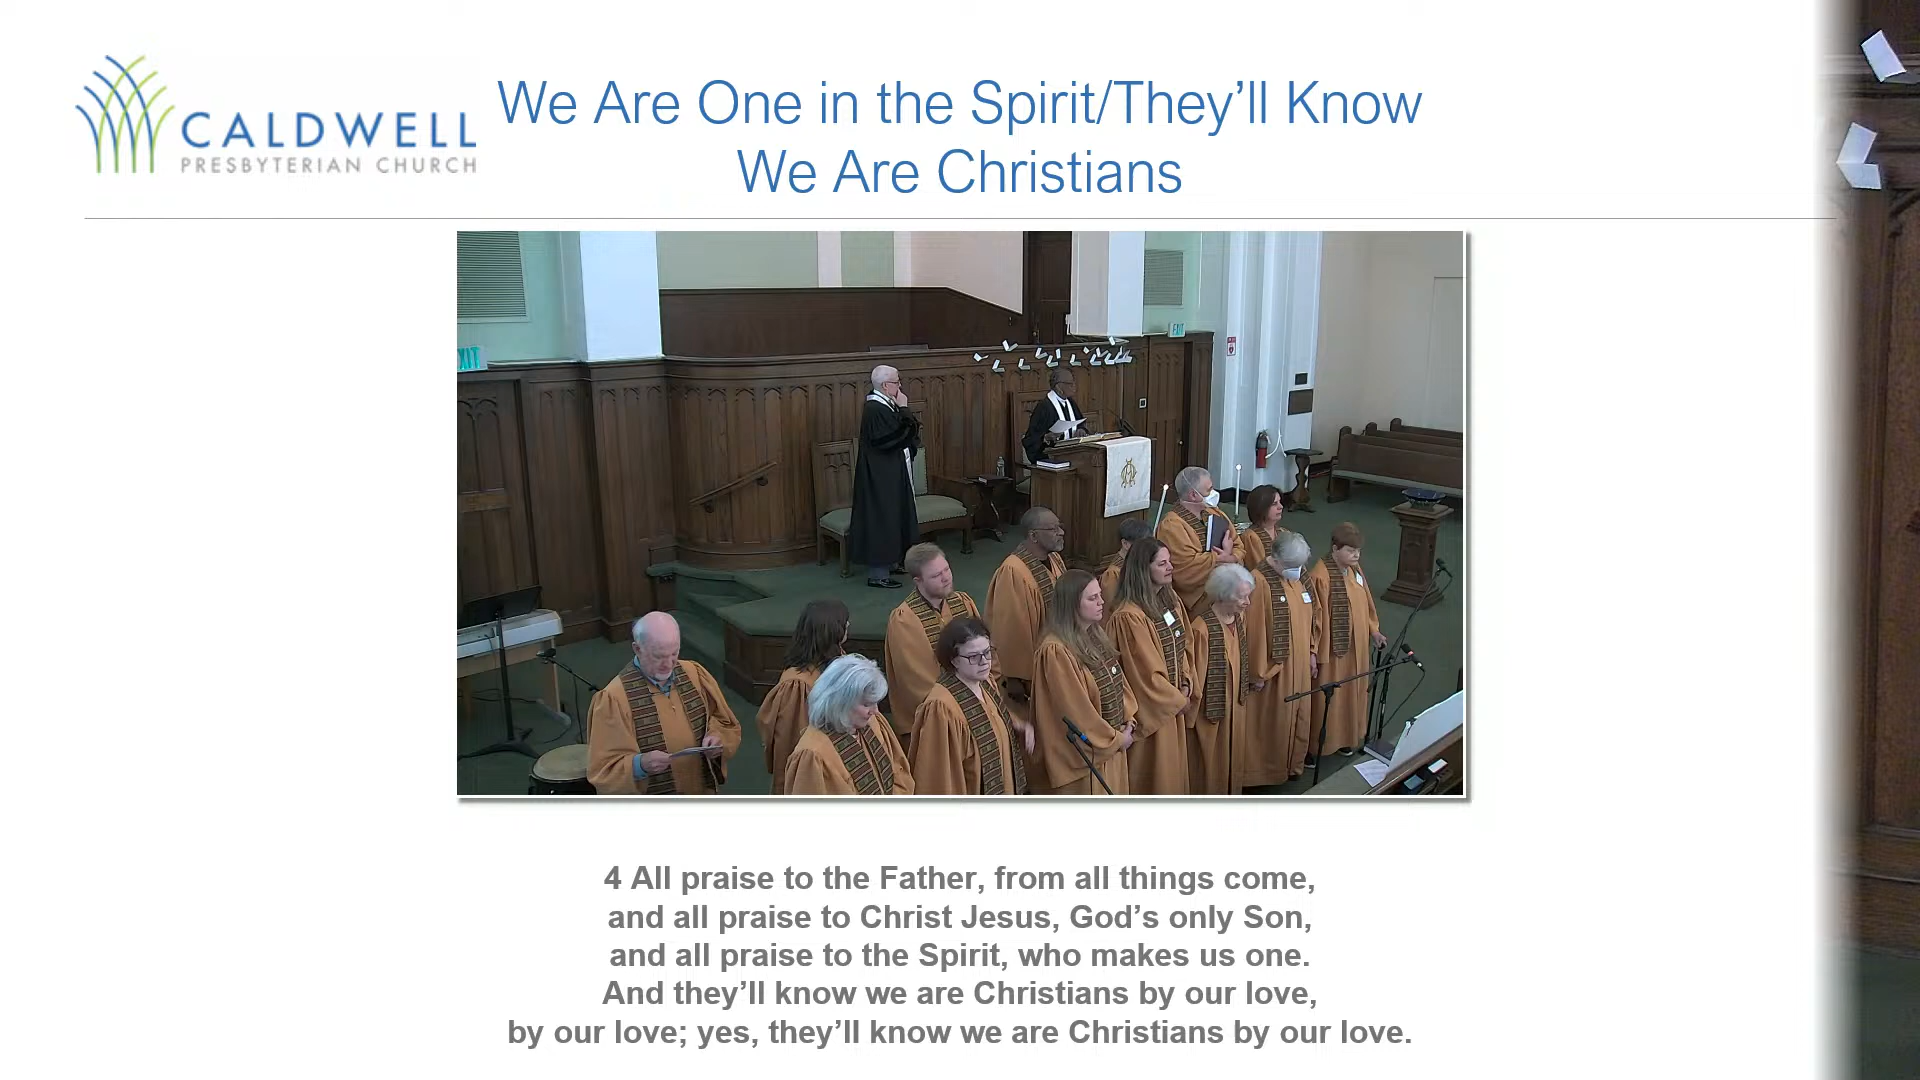 CALDWELL
PRESBYTERIAN CHURCH
We Are One in the Spirit/They’ll Know
We Are Christians
EXIT
XIT
4 All praise to the Father, from all things come,
and all praise to Christ Jesus, God’s only Son,
and all praise to the Spirit, who makes us one.
And they’ll know we are Christians by our love,
by our love; yes, they’ll know we are Christians by our love.